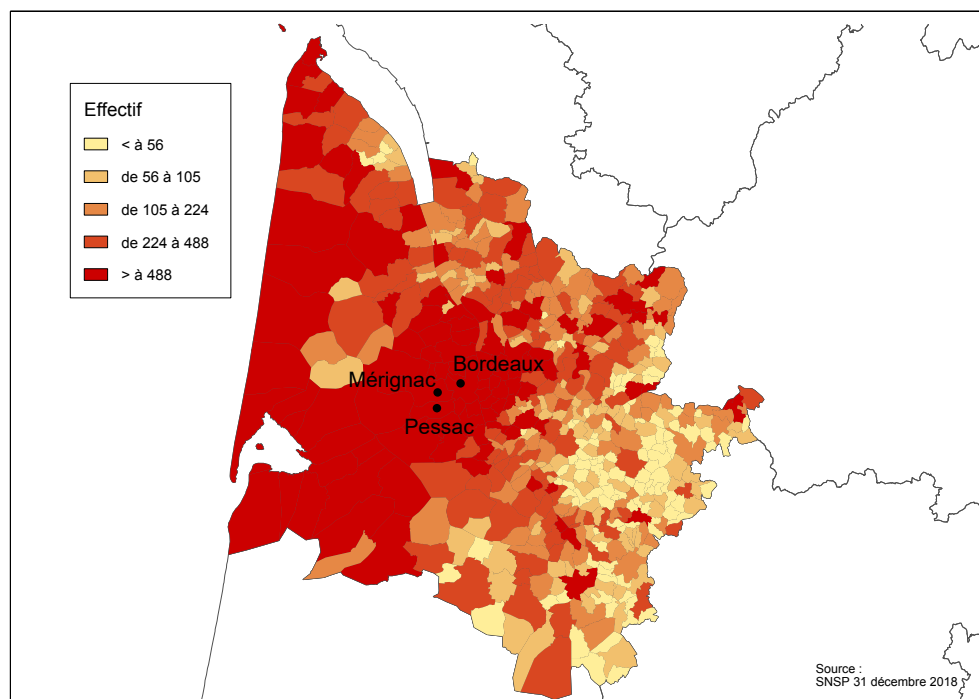 Effectif
< à 56
de 56 à 105
de 105 à 224
de 224 à 488
> à 488
Bordeaux
Mérignac
Pessac
Source :
SNSP 31 décembre 2018